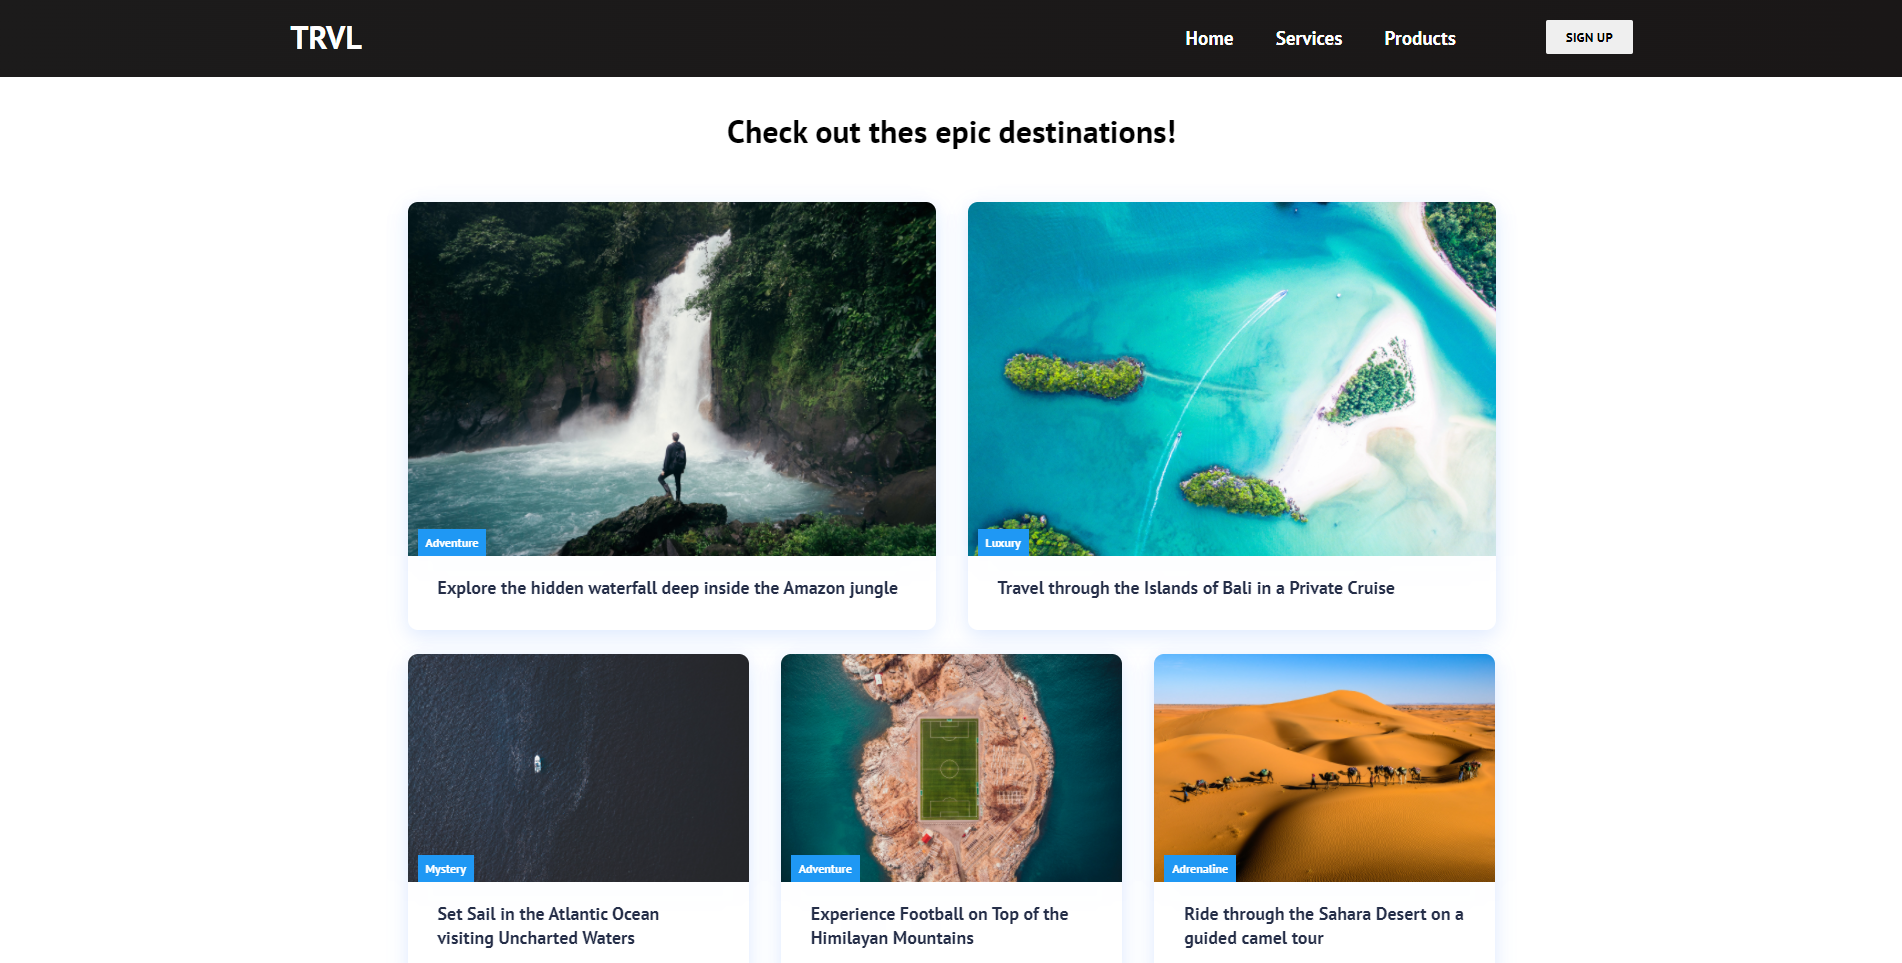 TRVL
Home
Services
Products
SIGN UP
Check out thes epic destinations!
Adventure
Luxury
Explore the hidden waterfall deep inside the Amazon jungle
Travel through the Islands of Bali in a Private Cruise
Mystery
Adventure
Adrenaline
Set Sail in the Atlantic Ocean
visiting Uncharted Waters
Experience Football on Top of the
Himilayan Mountains
Ride through the Sahara Desert on a
guided camel tour